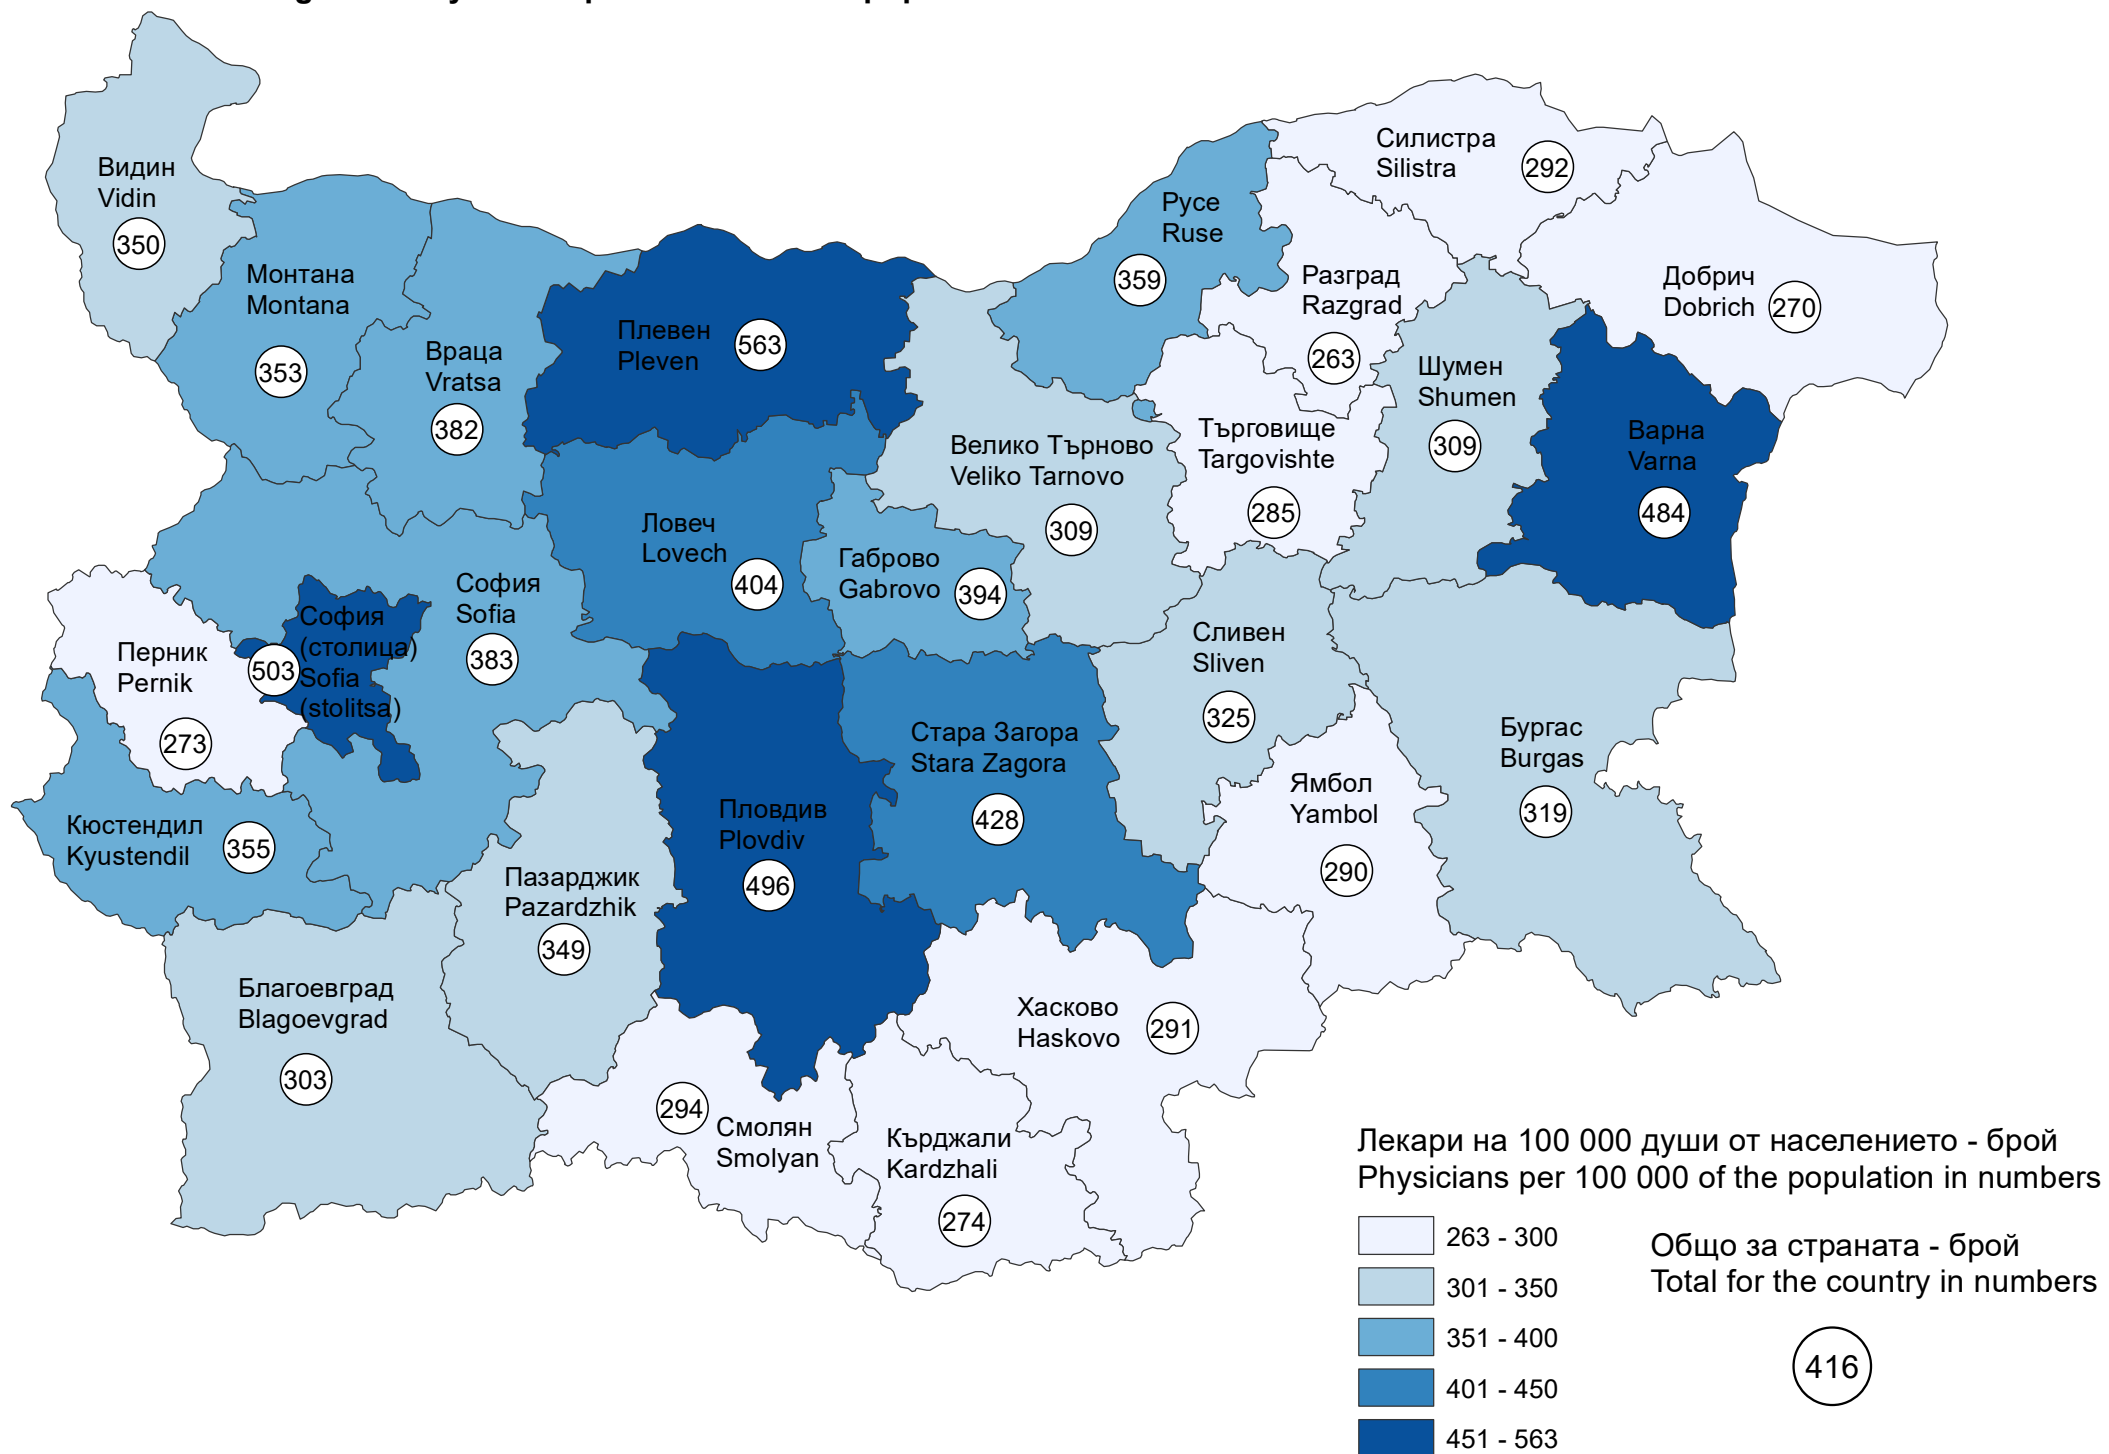 Видин
Vidin
350
Монтана
Montana
353
Враца
Vratsa
382
Плевен
Pleven
563
Русе
Ruse
359
Силистра
Silistra
292
Разград
Razgrad
263
Добрич
Dobrich
270
Шумен
Shumen
309
Варна
Varna
484
Търговище
Targovishte
285
Велико Търново
Veliko Tarnovo
309
Ловеч
Lovech
404
Габрово
Gabrovo
394
София
Sofia
383
София
(столица)
Sofia
(stolitsa)
503
Перник
Pernik
273
Кюстендил
Kyustendil
355
Благоевград
Blagoevgrad
303
Пазарджик
Pazardzhik
349
Пловдив
Plovdiv
496
Стара Загора
Stara Zagora
428
Сливен
Sliven
325
Ямбол
Yambol
290
Бургас
Burgas
319
Хасково
Haskovo
291
Смолян
Smolyan
294
Кърджали
Kardzhali
274
Лекари на 100 000 души от населението - брой
Physicians per 100 000 of the population in numbers
263 - 300
301 - 350
351 - 400
401 - 450
451 - 563
Общо за страната - брой
Total for the country in numbers
416